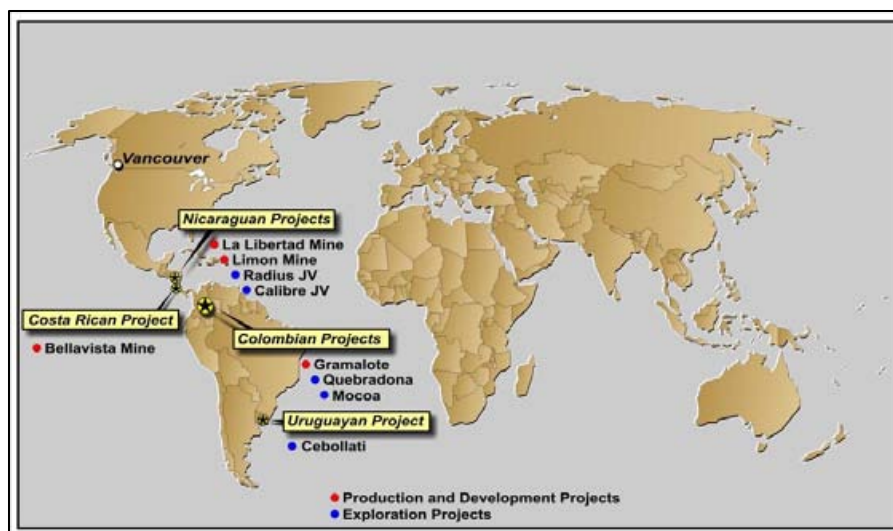 Vancouver
Nicaraguan Projects
La Libertad Mine
Limon Mine
Radius JV
Calibre JV
Costa Rican Project
Bellavista Mine
Colombian Projects
Gramalote
Quebradona
Mocoa
Uruguayan Project
Cebollati
Production and Development Projects
Exploration Projects